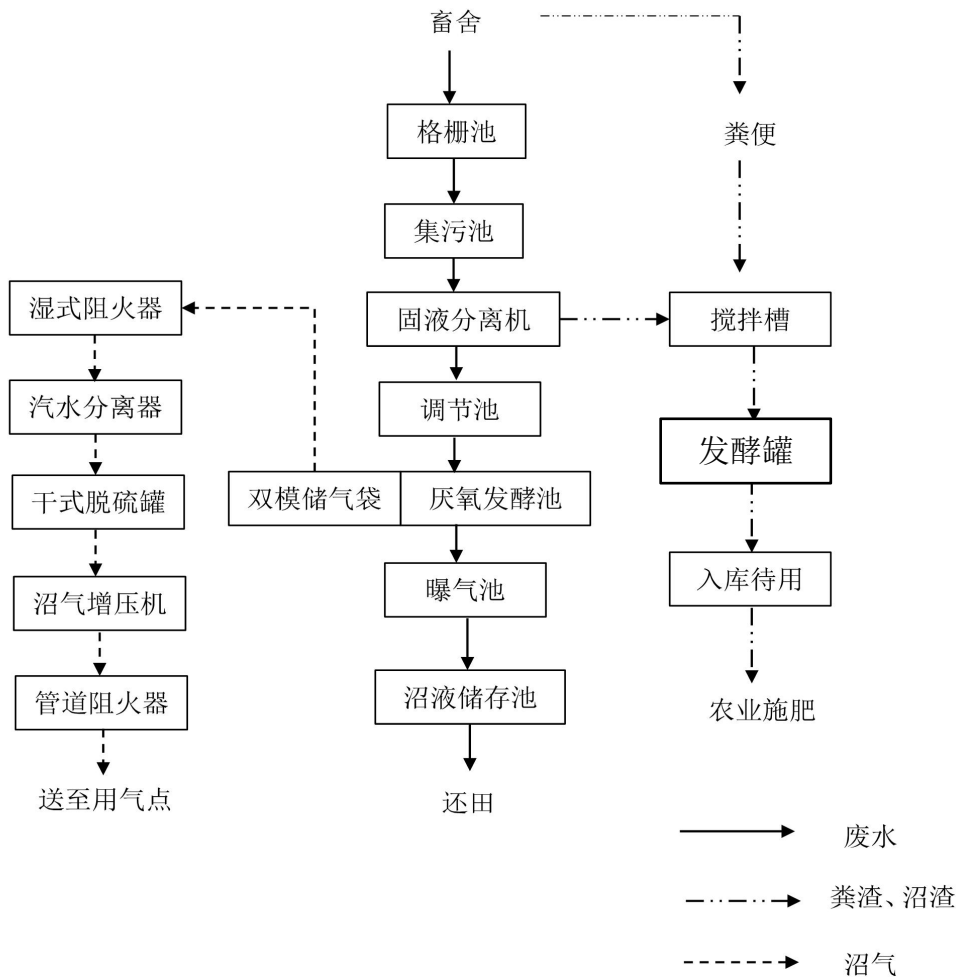 畜舍
格栅池
粪便
集污池
湿式阻火器
固液分离机
搅拌槽
汽水分离器
调节池
发酵罐
干式脱硫罐
双模储气袋
厌氧发酵池
沼气增压机
曝气池
入库待用
管道阻火器
沼液储存池
农业施肥
送至用气点
还田
废水
粪渣、沼渣
沼气